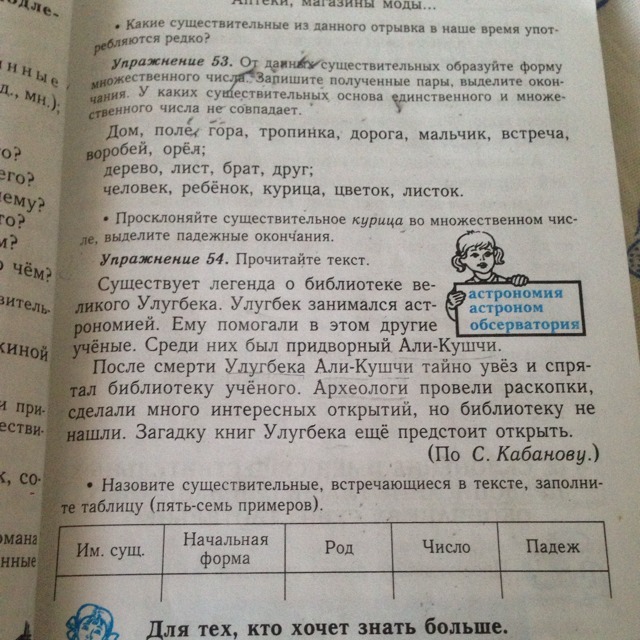 Аптеки, магазины моды...
• Какие существительные из данного отрывка в наше время упот-
ребляются редко?
Упражнение 53. От данных существительных образуйте форму
множественного числа. Запишите полученные пары, выделите окон-
чания. У каких существительных основа единственного и множе-
ственного числа не совпадает.
Дом, поле, гора, тропинка, дорога, мальчик, встреча,
воробей, орёл;
дерево, лист, брат, друг;
человек, ребёнок, курица, цветок, листок.
• Просклоняйте существительное курица во множественном чис-
ле, выделите падежные окончания.
Упражнение 54. Прочитайте текст.
Существует легенда о библиотеке ве-
ликого Улугбека. Улугбек занимался аст-
рономией. Ему помогали в этом другие
учёные. Среди них был придворный Али-Кушчи.
астрономия
астроном
обсерватория
После смерти Улугбека Али-Кушчи тайно увёз и спря-
тал библиотеку учёного. Археологи провели раскопки,
сделали много интересных открытий, но библиотеку не
нашли. Загадку книг Улугбека ещё предстоит открыть.
(По С. Кабанову.)
• Назовите существительные, встречающиеся в тексте, заполни-
те таблицу (пять-семь примеров).
Им. сущ. Начальная форма Род Число Падеж
Для тех, кто хочет знать больше.